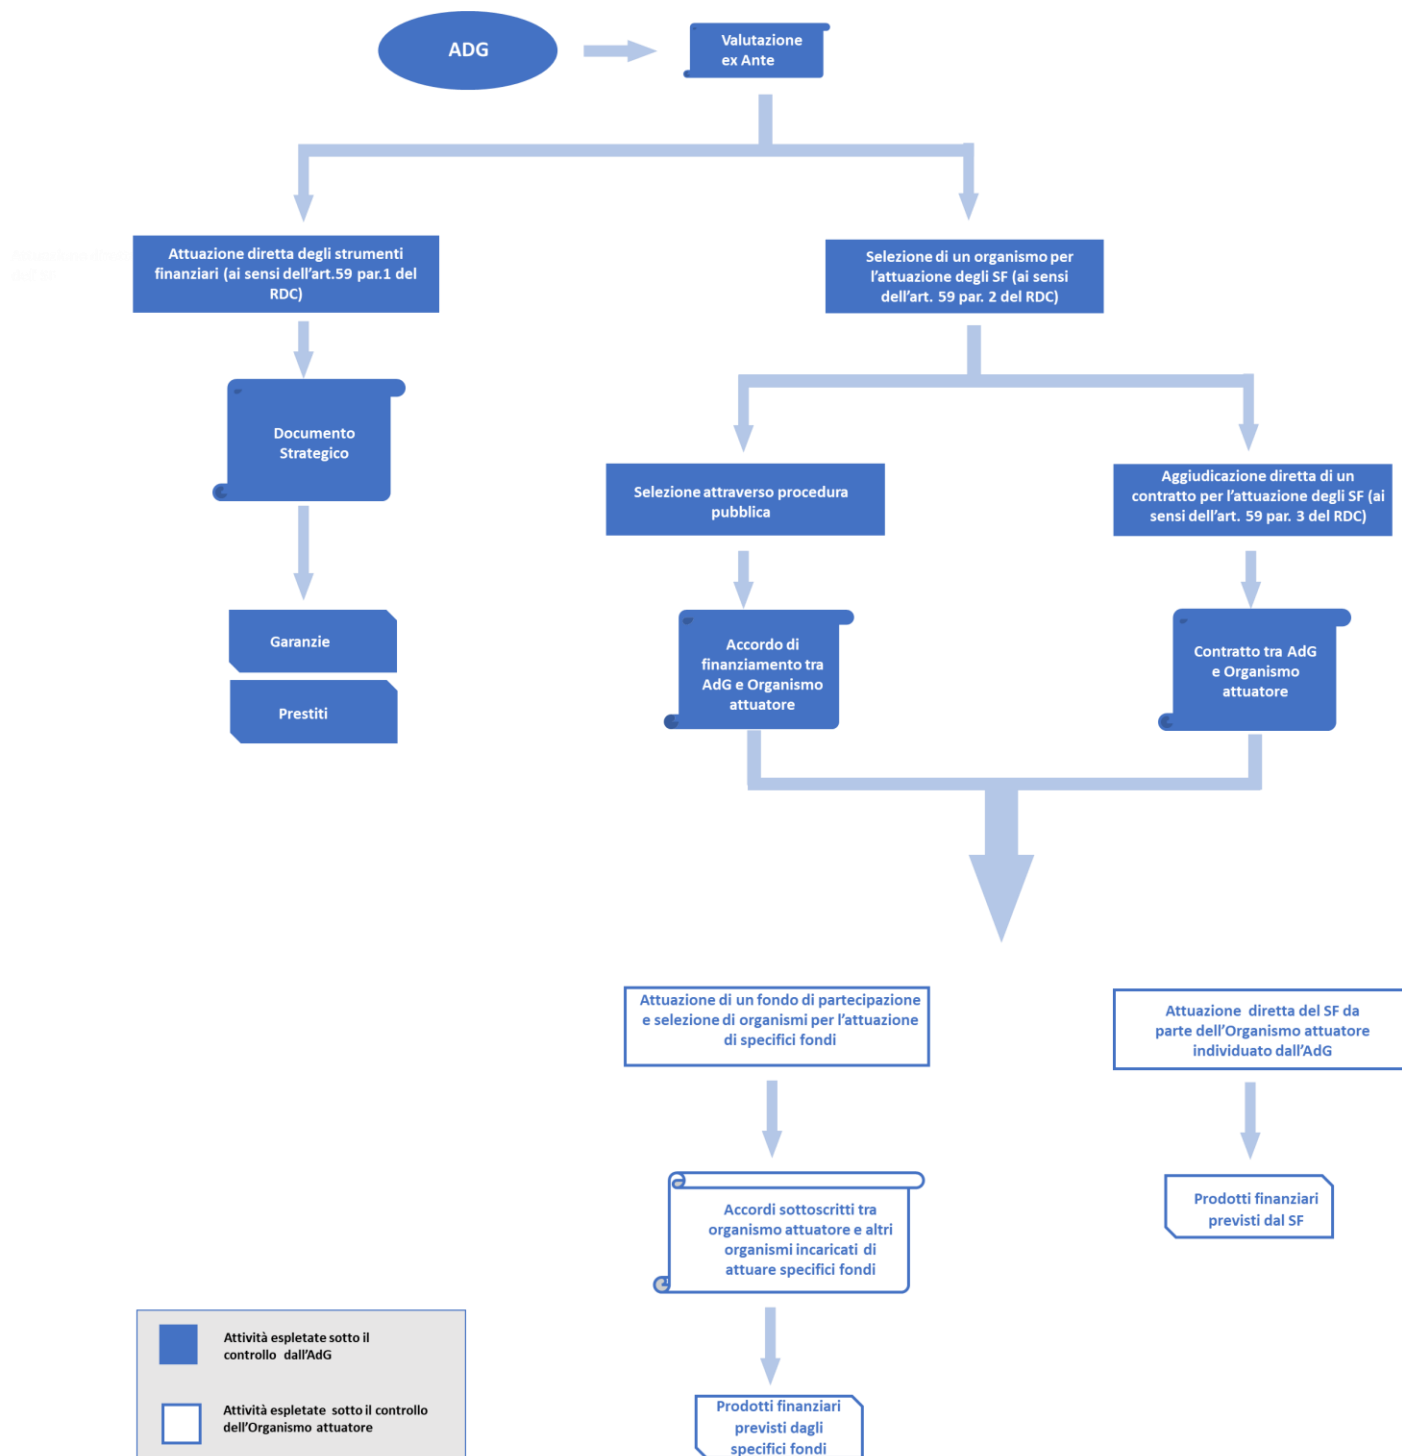 ADG
Valutazione
ex Ante
Attuazione diretta degli strumenti
finanziari (ai sensi dell’art.59 par.1 del
RDC)
Selezione di un organismo per
l’attuazione degli SF (ai sensi
dell’art. 59 par. 2 del RDC)
Documento
Strategico
Selezione attraverso procedura
pubblica
Aggiudicazione diretta di un
contratto per l’attuazione degli SF (ai
sensi dell’art. 59 par. 3 del RDC)
Garanzie
Prestiti
Accordo di
finanziamento tra
AdG e Organismo
attuatore
Contratto tra AdG
e Organismo
attuatore
Attuazione di un fondo di partecipazione
e selezione di organismi per l’attuazione
di specifici fondi
Attuazione diretta del SF da
parte dell’Organismo attuatore
individuato dall’AdG
Accordi sottoscritti tra
organismo attuatore e altri
organismi incaricati di
attuare specifici fondi
Prodotti finanziari
previsti dal SF
Prodotti finanziari
previsti dagli
specifici fondi
Attività espletate sotto il
controllo dall’AdG
Attività espletate sotto il controllo
dell’Organismo attuatore